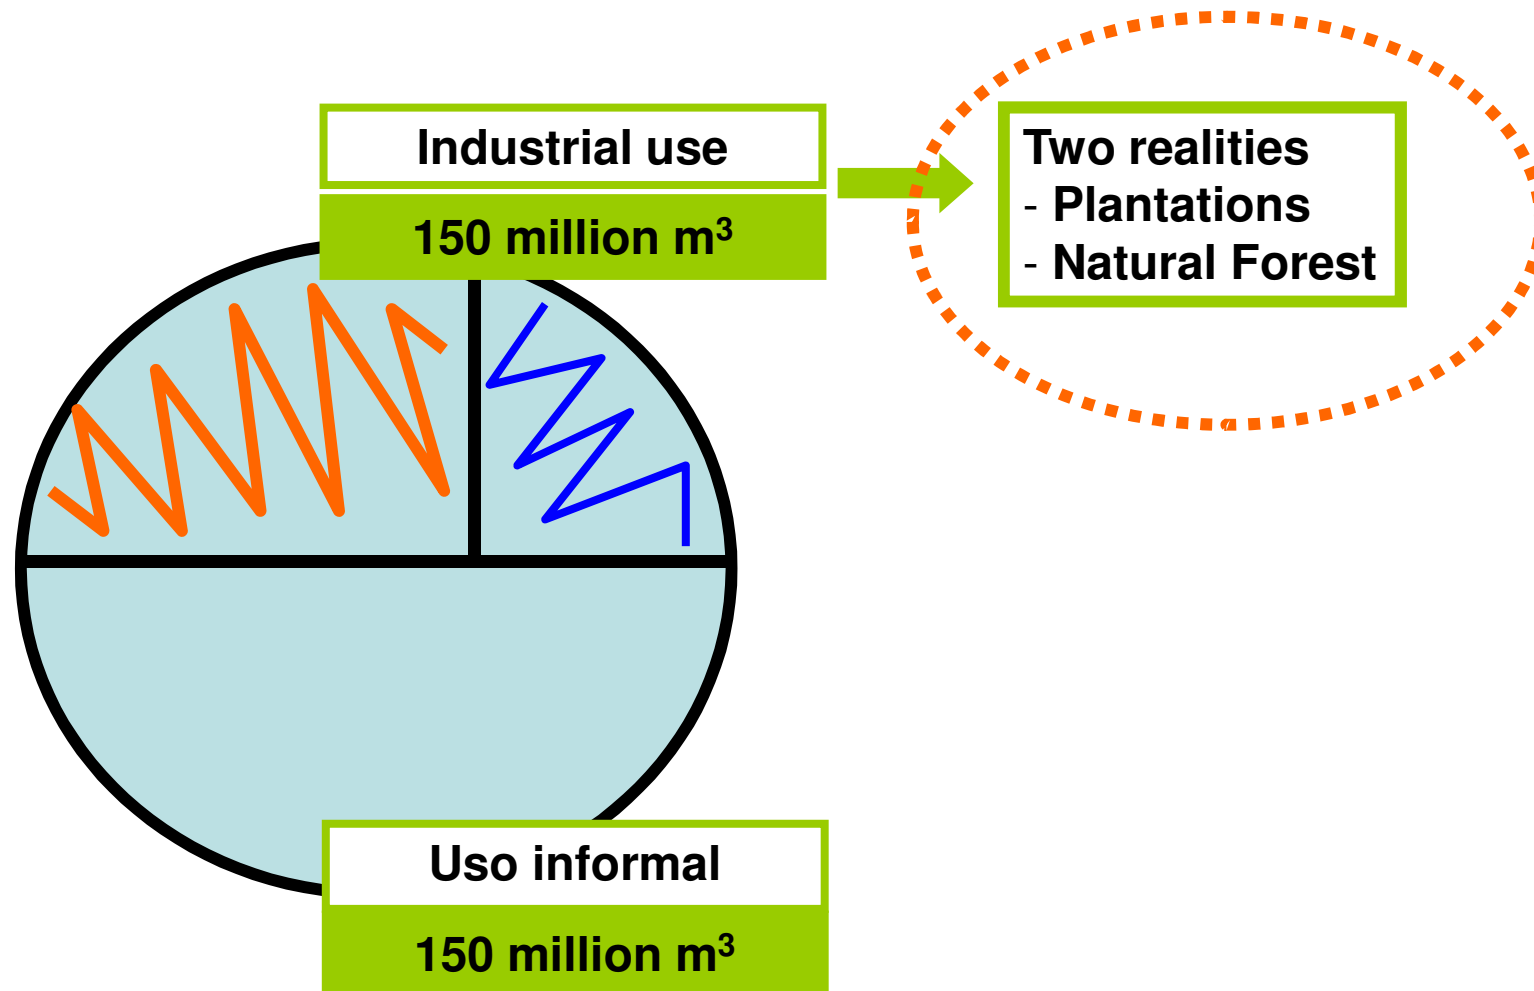 Industrial use
150 million m³
Two realities
- Plantations
- Natural Forest
Uso informal
150 million m³